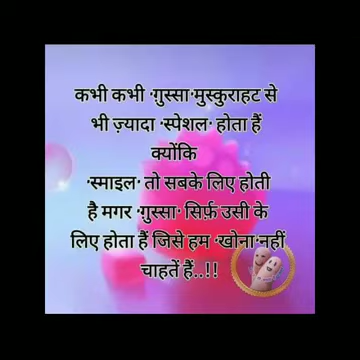 कभी कभी 'ग़ुस्सा'मुस्कुराहट से
भी ज़्यादा 'स्पेशल' होता हैं
क्योंकि
'स्माइल' तो सबके लिए होती
है मगर 'ग़ुस्सा' सिर्फ़ उसी के
लिए होता हैं जिसे हम 'खोना'नहीं
चाहतें हैं..!!